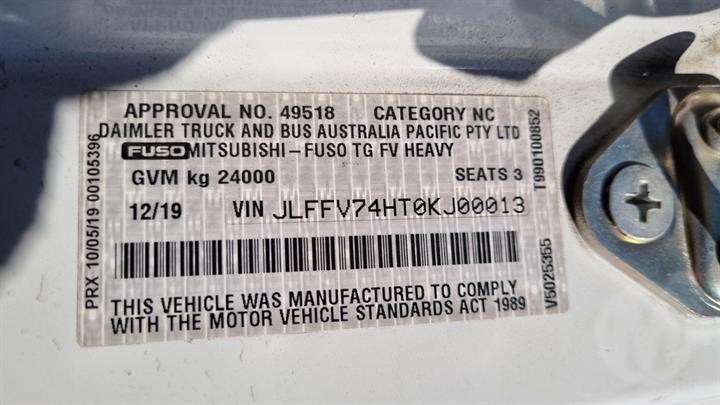 APPROVAL NO. 49518 CATEGORY NC
DAIMLER TRUCK AND BUS AUSTRALIA PACIFIC PTY LTD
FUSO MITSUBISHI-FUSO TG FV HEAVY
GVM kg 24000 SEATS 3
12/19 VIN JLFFV74HT0KJ00013
THIS VEHICLE WAS MANUFACTURED TO COMPLY
WITH THE MOTOR VEHICLE STANDARDS ACT 1989
PRX 10/05/19 00105396
T990100852
V5025355
M